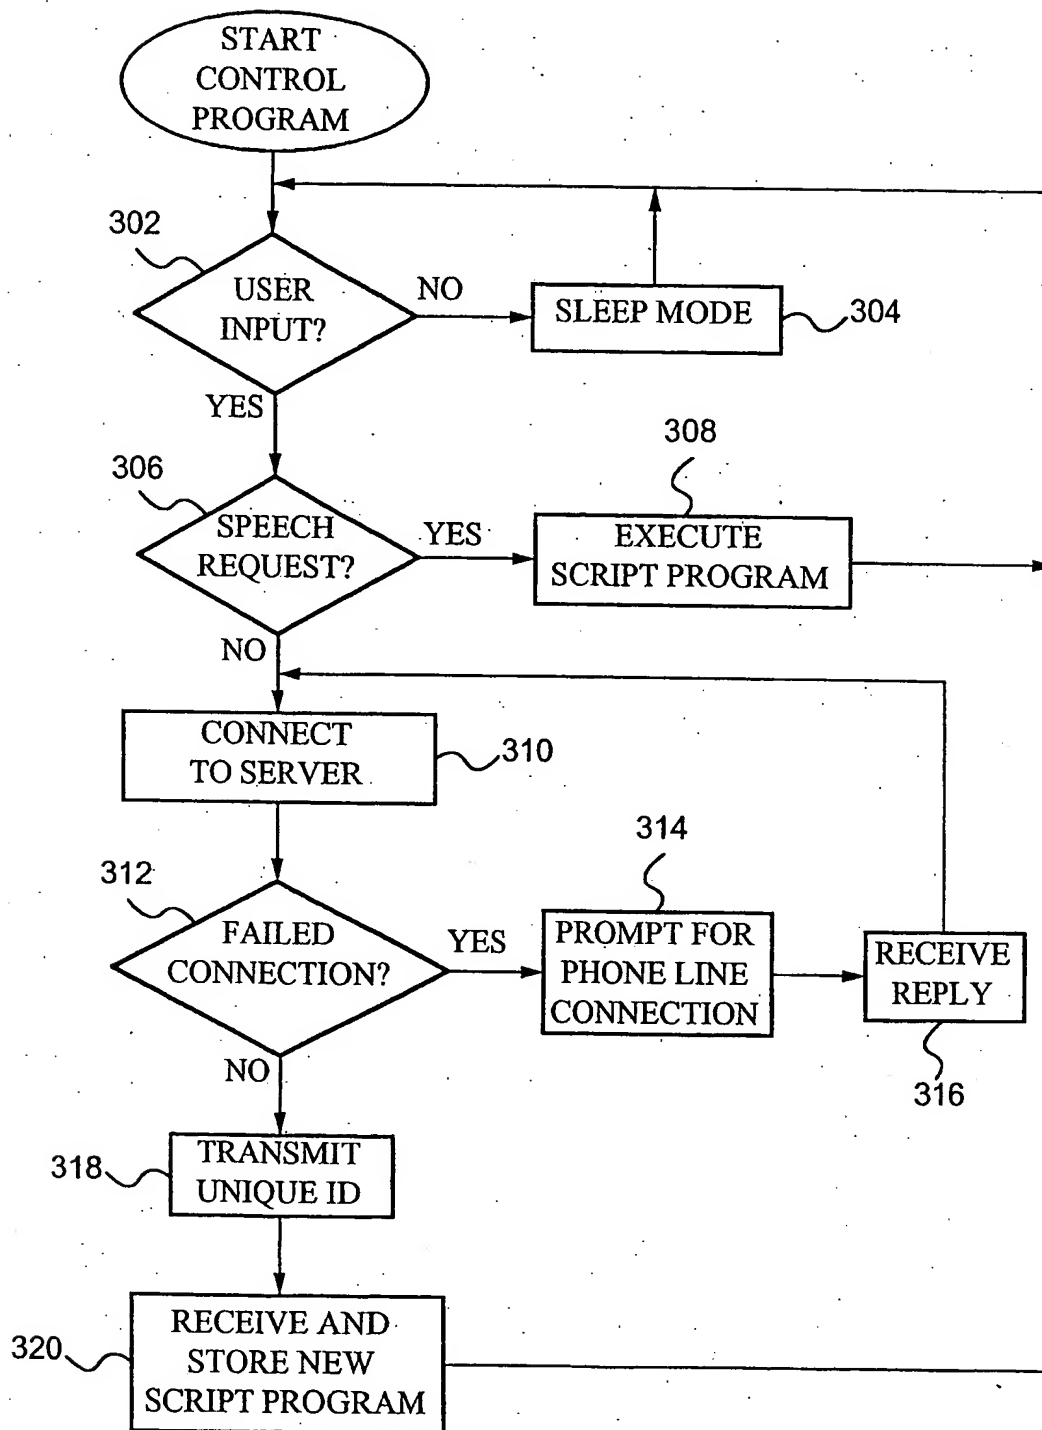 START
CONTROL
PROGRAM
302
USER
INPUT?
NO
SLEEP MODE
304
YES
308
306
SPEECH
REQUEST?
YES
EXECUTE
SCRIPT PROGRAM
NO
CONNECT
TO SERVER
310
314
312
FAILED
CONNECTION?
YES
PROMPT FOR
PHONE LINE
CONNECTION
RECEIVE
REPLY
316
NO
318
TRANSMIT
UNIQUE ID
320
RECEIVE AND
STORE NEW
SCRIPT PROGRAM